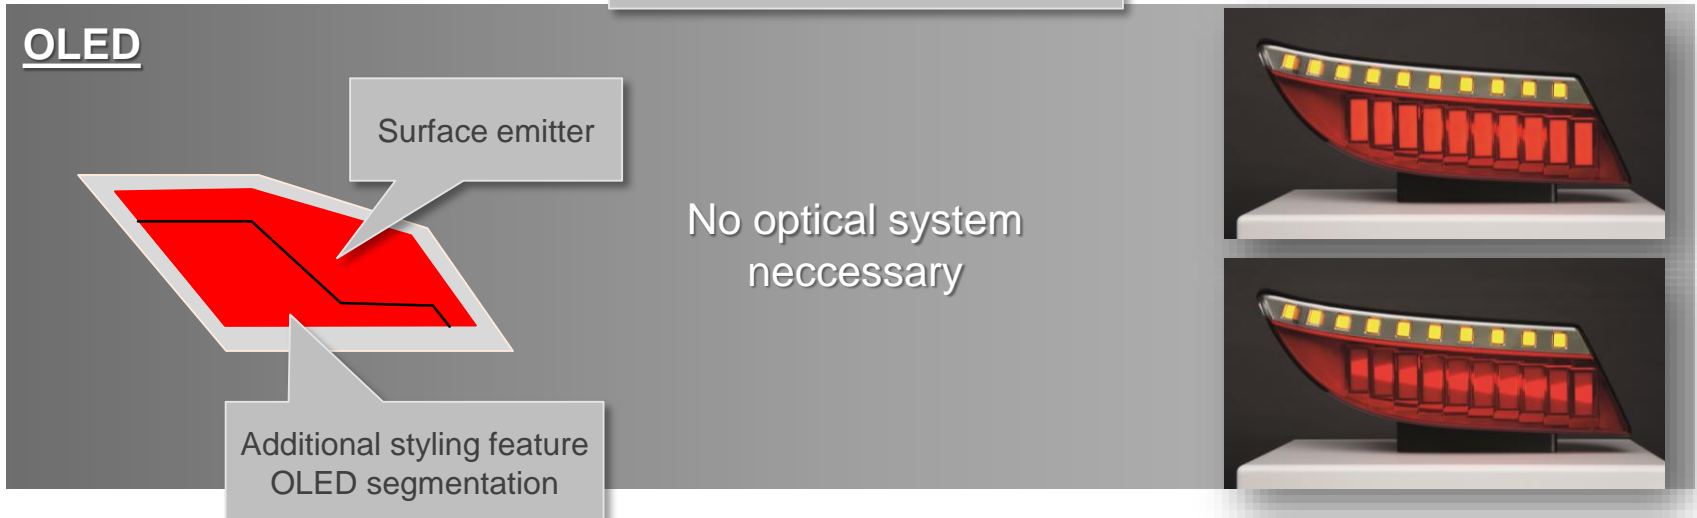 OLED
Surface emitter
No optical system
neccessary
Additional styling feature
OLED segmentation